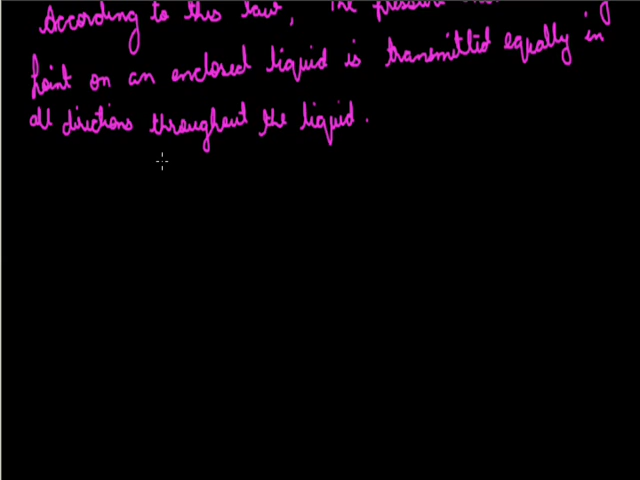 According to this law, The pressure
point on an enclosed liquid is transmitted equally in
all directions throughout the liquid.